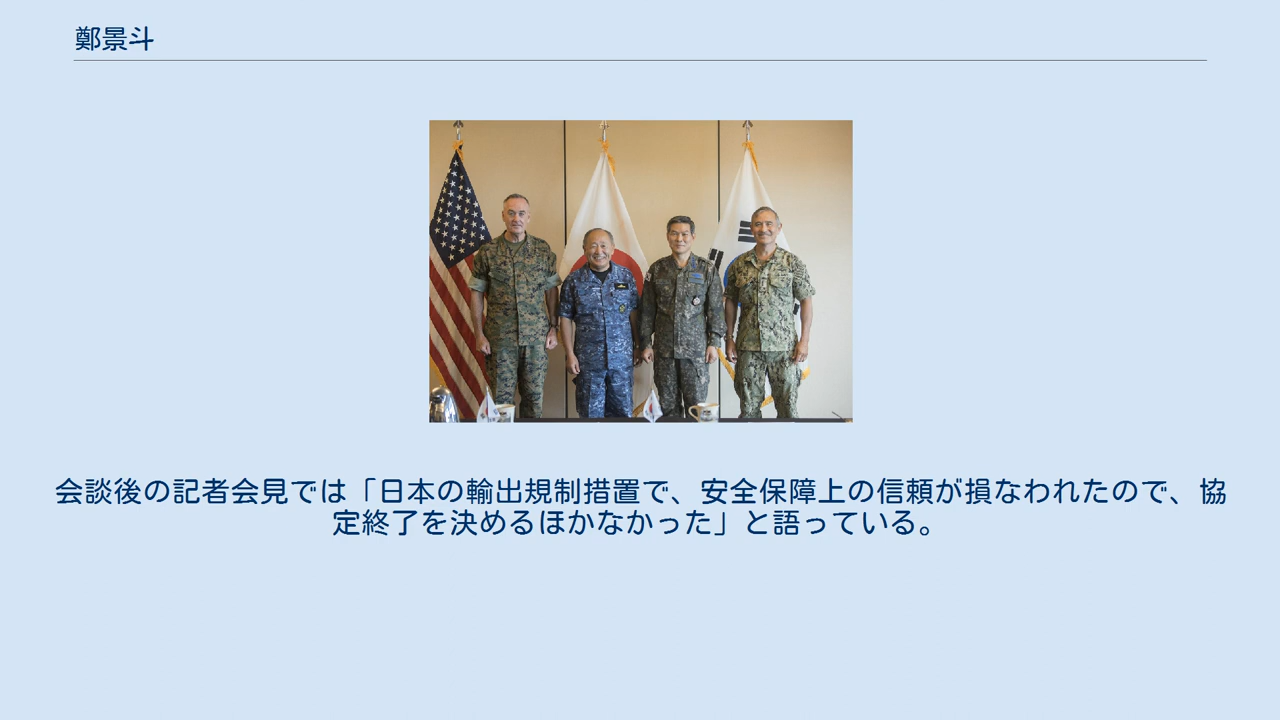 鄭景斗
会談後の記者会見では「日本の輸出規制措置で、安全保障上の信頼が損なわれたので、協
定終了を決めるほかなかった」と語っている。